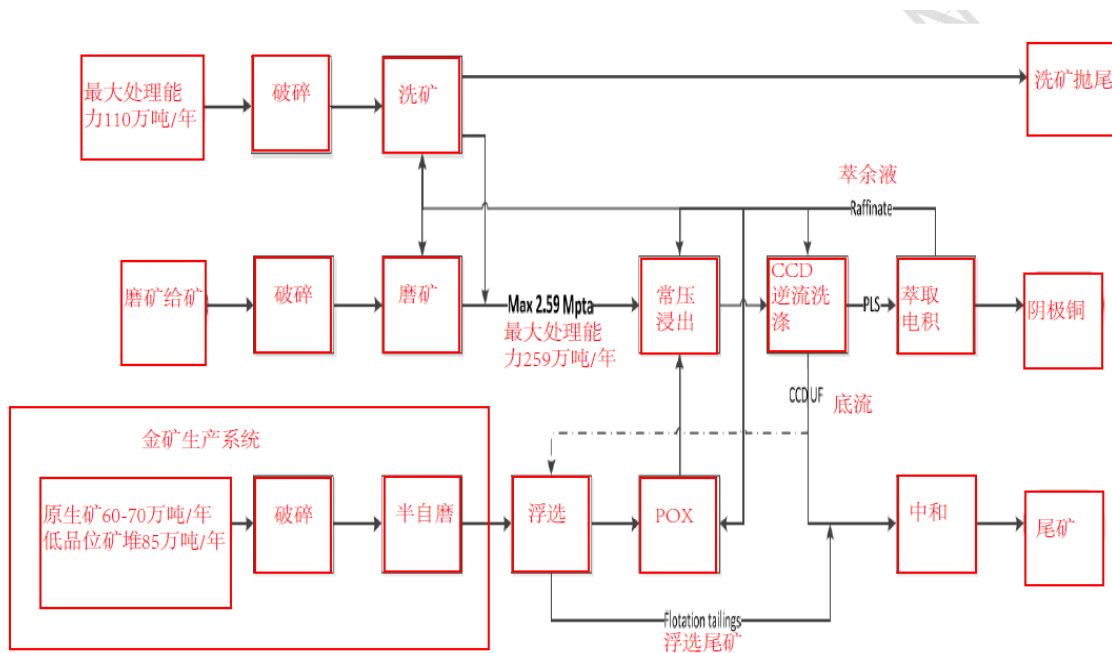 最大处理能
力110万吨/年
破碎
洗矿
洗矿抛尾
萃余液
Raffinate
磨矿给矿
破碎
磨矿
Max 2.59 Mpta
最大处理能
力259万吨/年
常压
浸出
CCD
逆流洗
涤
PLS
萃取
电积
阴极铜
CCD UF
底流
金矿生产系统
原生矿60-70万吨/年
低品位矿堆85万吨/年
破碎
半自磨
浮选
POX
中和
尾矿
Flotation tailings
浮选尾矿